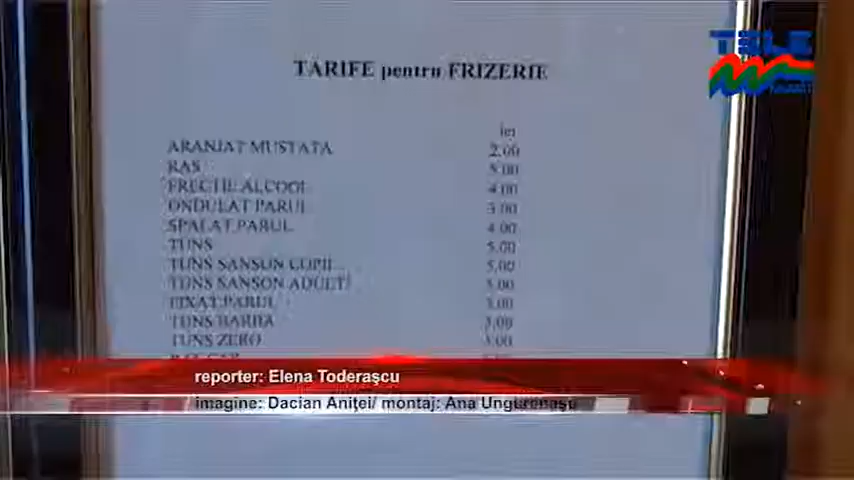 TELE
TARIFE pentru FRIZERIE
lei
ARANJAT MUSTATA 2.00
RAS 5.00
FRECTIE ALCOOL 4.00
ONDULAT PARUL 3.00
SPALAT PARUL 4.00
TUNS 5.00
TUNS SANSON COPII 5.00
TUNS SANSON ADULTI 5.00
FIXAT PARUL 3.00
TUNS BARBA 3.00
TUNS ZERO 3.00
reporter: Elena Toderaşcu
imagine: Dacian Aniţei/ montaj: Ana Ungurenaşu